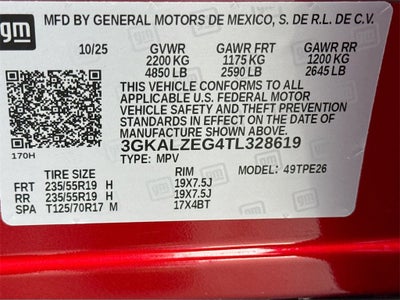 gm
MFD BY GENERAL MOTORS DE MEXICO, S. DE R.L. DE C.V.
10/25 GVWR GAWR FRT GAWR RR
2200 KG 1175 KG 1200 KG
4850 LB 2590 LB 2645 LB
THIS VEHICLE CONFORMS TO ALL APPLICABLE
U.S. FEDERAL MOTOR
VEHICLE SAFETY AND THEFT PREVENTION
STANDARDS IN EFFECT ON THE DATE OF
MANUFACTURE SHOWN ABOVE.
3GKALZEG4TL328619
170H
TYPE: MPV MODEL: 49TPE26
TIRE SIZE RIM
FRT 235/55R19 H 19X7.5J
RR 235/55R19 H 19X7.5J
SPA T125/70R17 M 17X4BT